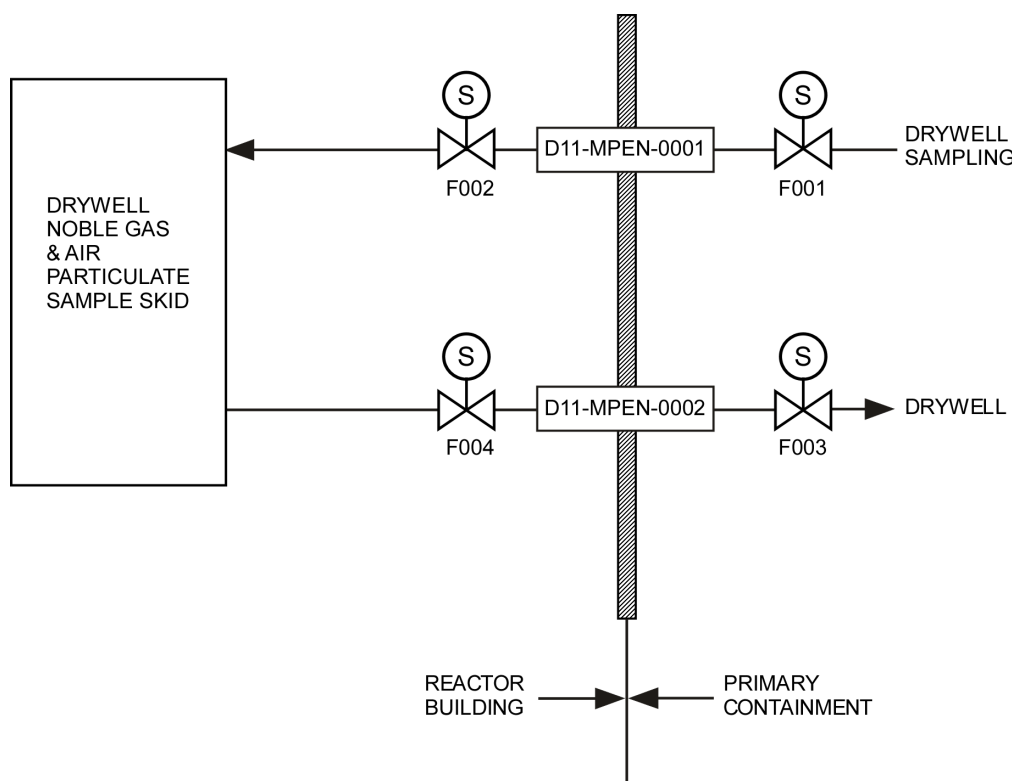 S
S
D11-MPEN-0001
DRYWELL
SAMPLING
F002
F001
DRYWELL
NOBLE GAS
& AIR
PARTICULATE
SAMPLE SKID
S
S
D11-MPEN-0002
DRYWELL
F004
F003
REACTOR
BUILDING
PRIMARY
CONTAINMENT